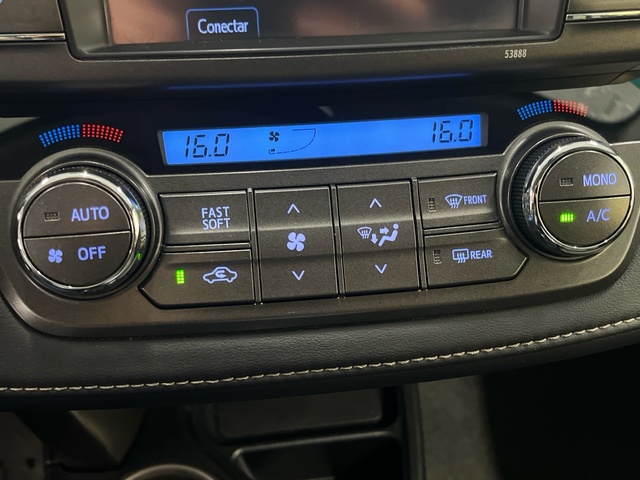 Conectar
53888
16.0
16.0
AUTO
OFF
FAST
SOFT
FRONT
REAR
MONO
A/C